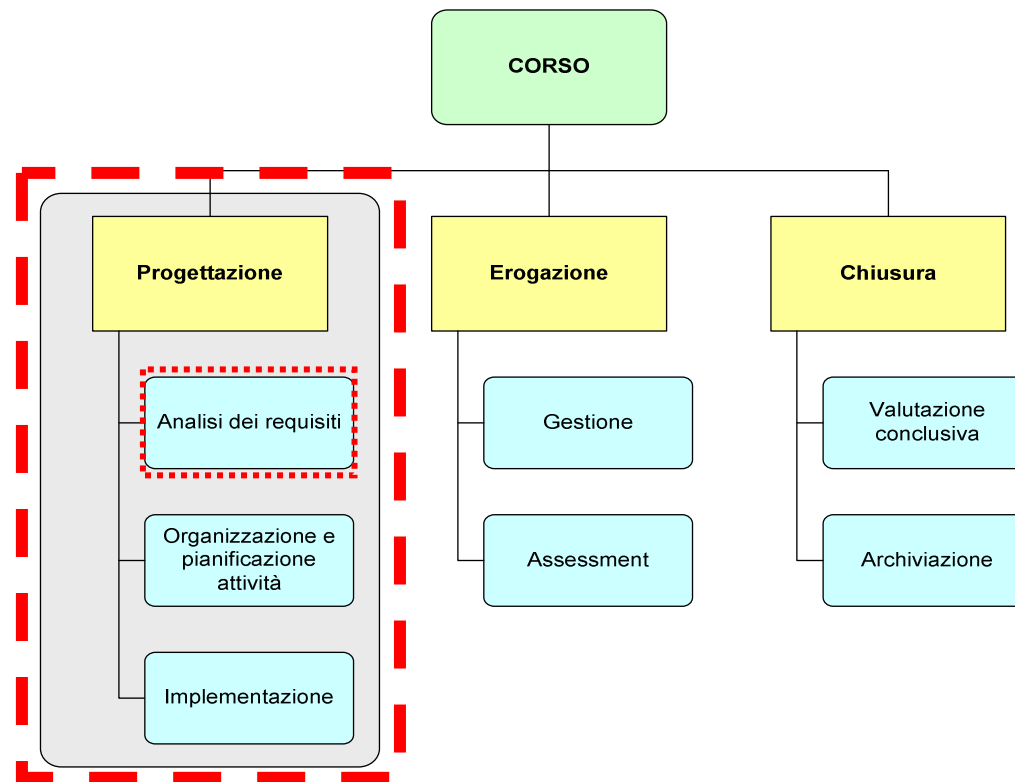 CORSO
Progettazione
Analisi dei requisiti
Organizzazione e
pianificazione
attività
Implementazione
Erogazione
Gestione
Assessment
Chiusura
Valutazione
conclusiva
Archiviazione